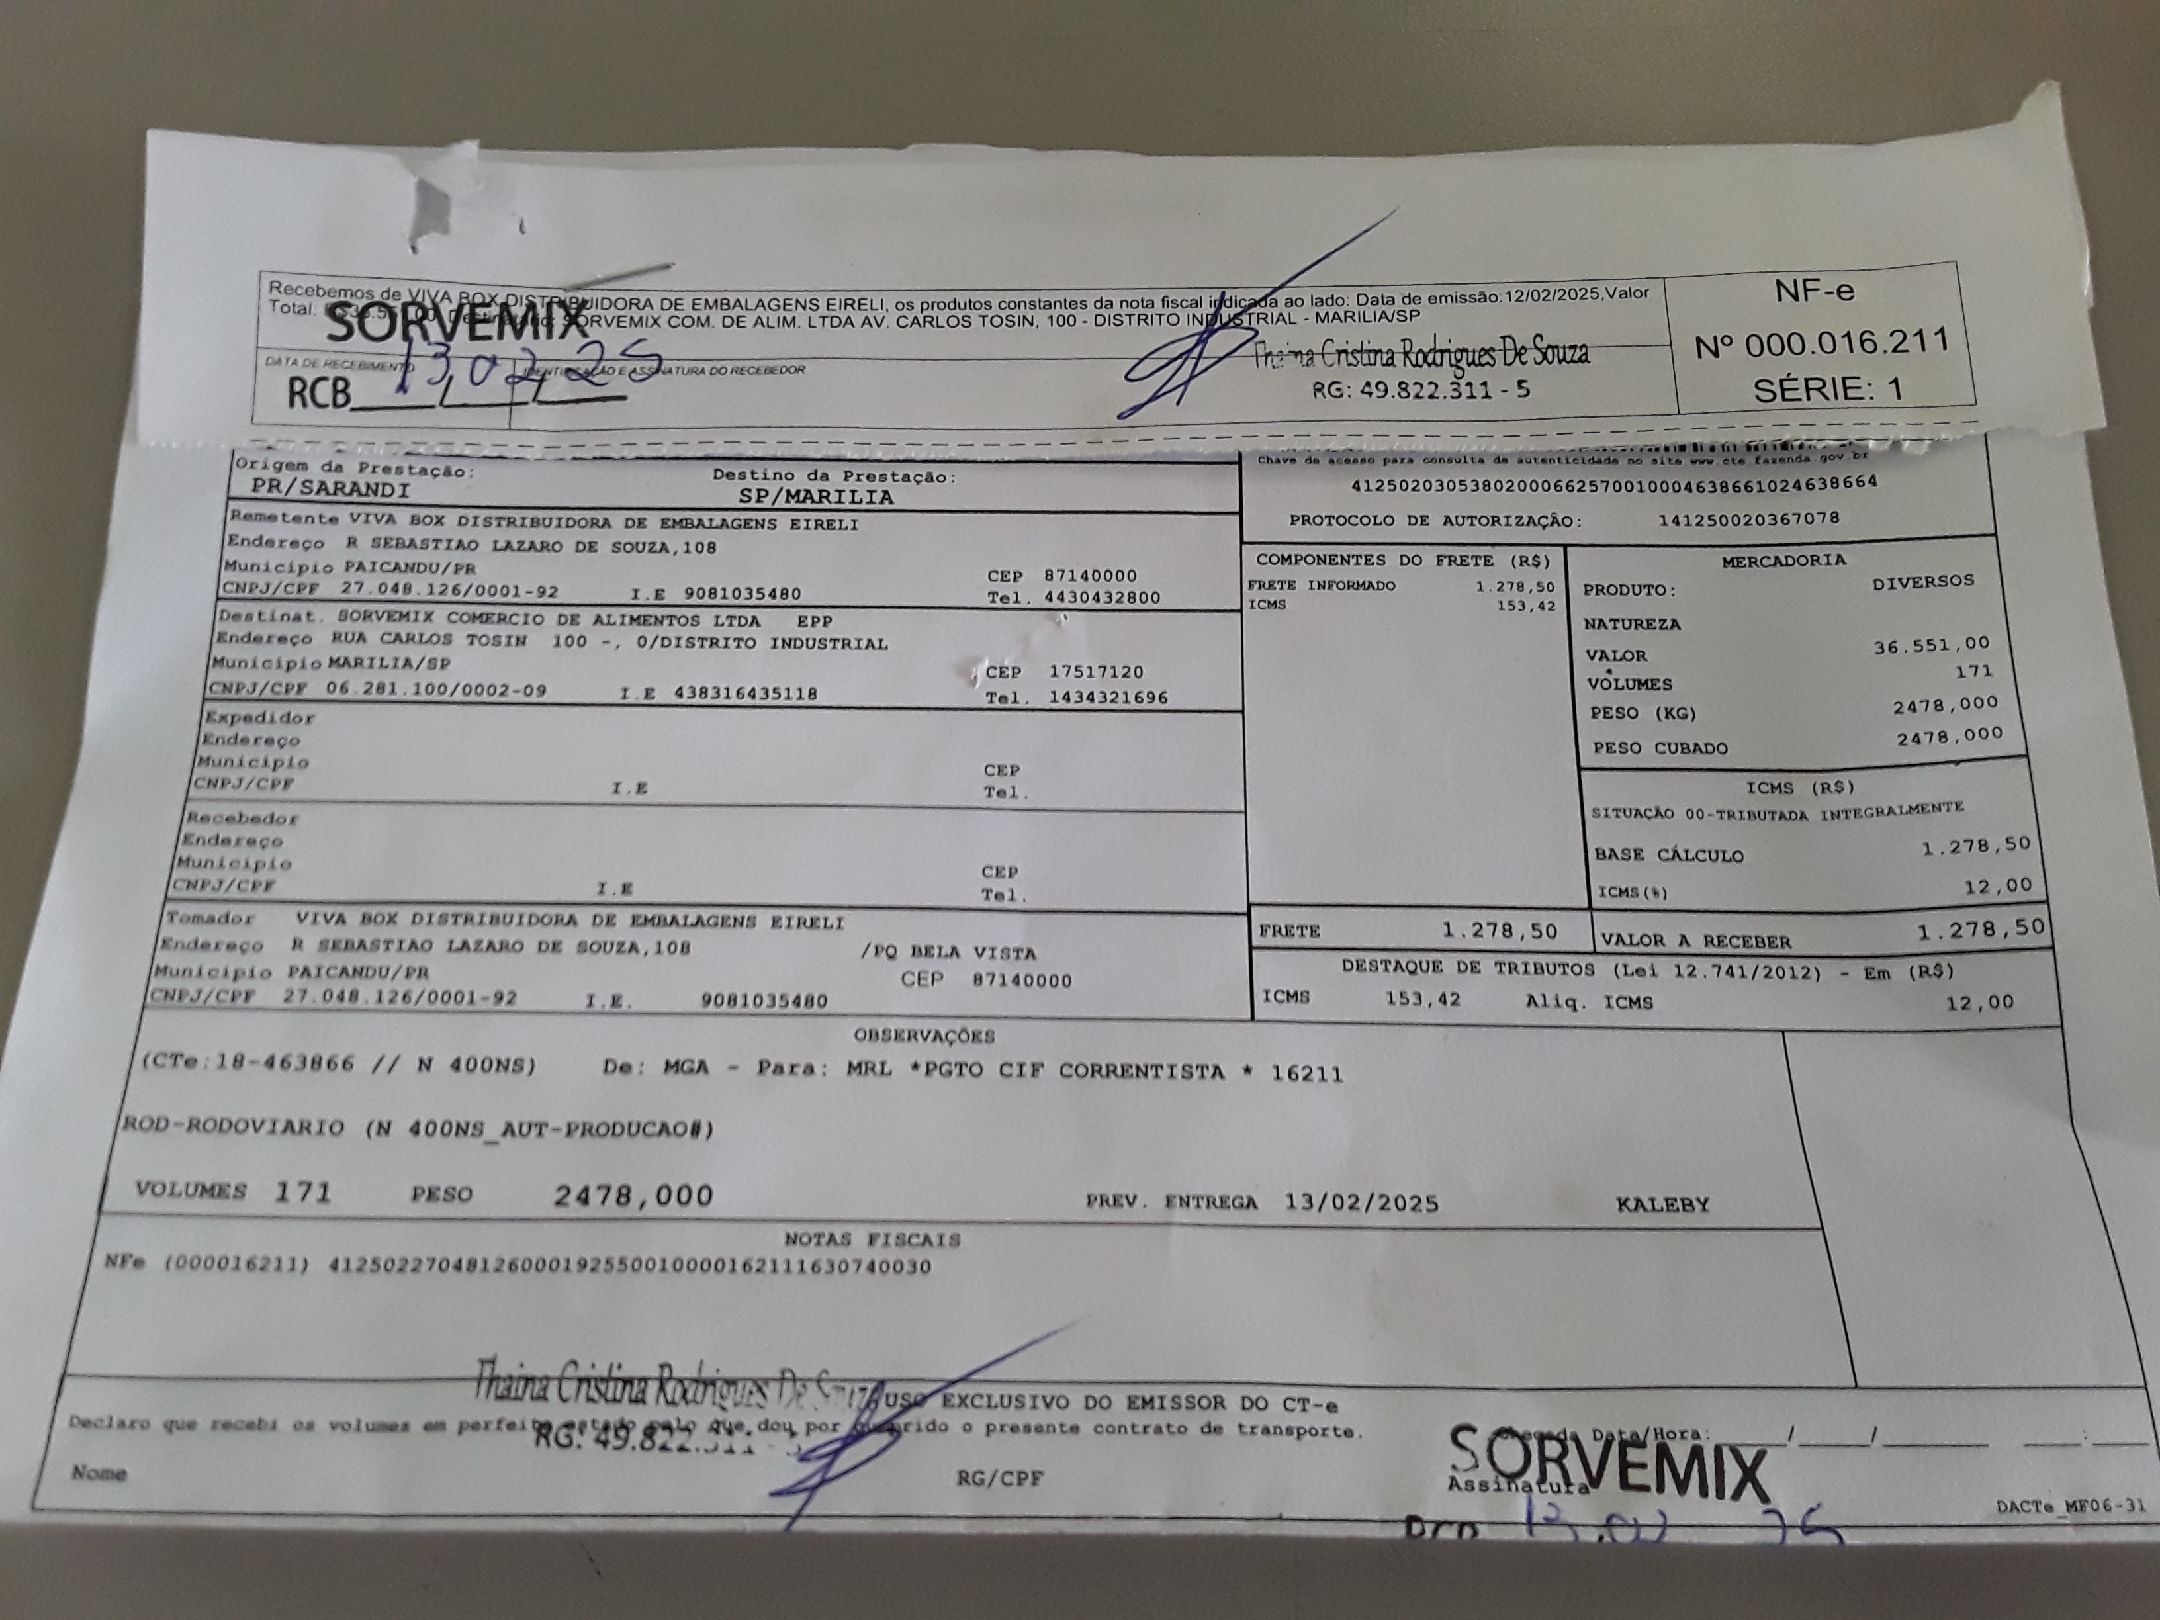 Recebemos de VIVA BOX DISTRIBUIDORA DE EMBALAGENS EIRELI, os produtos constantes da nota fiscal indicada ao lado: Data de emissão:12/02/2025,Valor
Total: SORVEMIX COM. DE ALIM. LTDA AV. CARLOS TOSIN, 100 - DISTRITO INDUSTRIAL - MARILIA/SP
SORVEMIX
NF-e
Nº 000.016.211
SÉRIE: 1
DATA DE RECEBIMENTO
IDENTIFICAÇÃO E ASSINATURA DO RECEBEDOR
RCB 13/02/25
Thaina Cristina Rodrigues De Souza
RG: 49.822.311 - 5
Origem da Prestação:
PR/SARANDI
Destino da Prestação:
SP/MARILIA
Chave de acesso para consulta de autenticidade no site www.cte.fazenda.gov.br
41250203053802000662570010004638661024638664
PROTOCOLO DE AUTORIZAÇÃO: 141250020367078
Remetente VIVA BOX DISTRIBUIDORA DE EMBALAGENS EIRELI
Endereço R SEBASTIAO LAZARO DE SOUZA,108
Municipio PAICANDU/PR CEP 87140000
CNPJ/CPF 27.048.126/0001-92 I.E 9081035480 Tel. 4430432800
Destinat. SORVEMIX COMERCIO DE ALIMENTOS LTDA EPP
Endereço RUA CARLOS TOSIN 100 -, 0/DISTRITO INDUSTRIAL
Municipio MARILIA/SP CEP 17517120
CNPJ/CPF 06.281.100/0002-09 I.E 438316435118 Tel. 1434321696
Expedidor
Endereço
Municipio CEP
CNPJ/CPF I.E Tel.
Recebedor
Endereço
Municipio CEP
CNPJ/CPF I.E Tel.
Tomador VIVA BOX DISTRIBUIDORA DE EMBALAGENS EIRELI
Endereço R SEBASTIAO LAZARO DE SOUZA,108 /PQ BELA VISTA
Municipio PAICANDU/PR CEP 87140000
CNPJ/CPF 27.048.126/0001-92 I.E. 9081035480
COMPONENTES DO FRETE (R$)
FRETE INFORMADO 1.278,50
ICMS 153,42
MERCADORIA
PRODUTO: DIVERSOS
NATUREZA
VALOR 36.551,00
VOLUMES 171
PESO (KG) 2478,000
PESO CUBADO 2478,000
ICMS (R$)
SITUAÇÃO 00-TRIBUTADA INTEGRALMENTE
BASE CÁLCULO 1.278,50
ICMS(%) 12,00
FRETE 1.278,50
VALOR A RECEBER 1.278,50
DESTAQUE DE TRIBUTOS (Lei 12.741/2012) - Em (R$)
ICMS 153,42 Aliq. ICMS 12,00
OBSERVAÇÕES
(CTe:18-463866 // N 400NS) De: MGA - Para: MRL *PGTO CIF CORRENTISTA * 16211
ROD-RODOVIARIO (N 400NS_AUT-PRODUCAO#)
VOLUMES 171 PESO 2478,000 PREV. ENTREGA 13/02/2025 KALEBY
NOTAS FISCAIS
NFe (000016211) 41250227048126000192550010000162111630740030
Thaina Cristina Rodrigues De Souza
USO EXCLUSIVO DO EMISSOR DO CT-e
Declaro que recebi os volumes em perfeito estado pelo que dou por cumprido o presente contrato de transporte.
RG: 49.822.311 - 5
Chegada Data/Hora: / / :
SORVEMIX
Nome RG/CPF Assinatura
DACTe_MF06-31
13 02 25